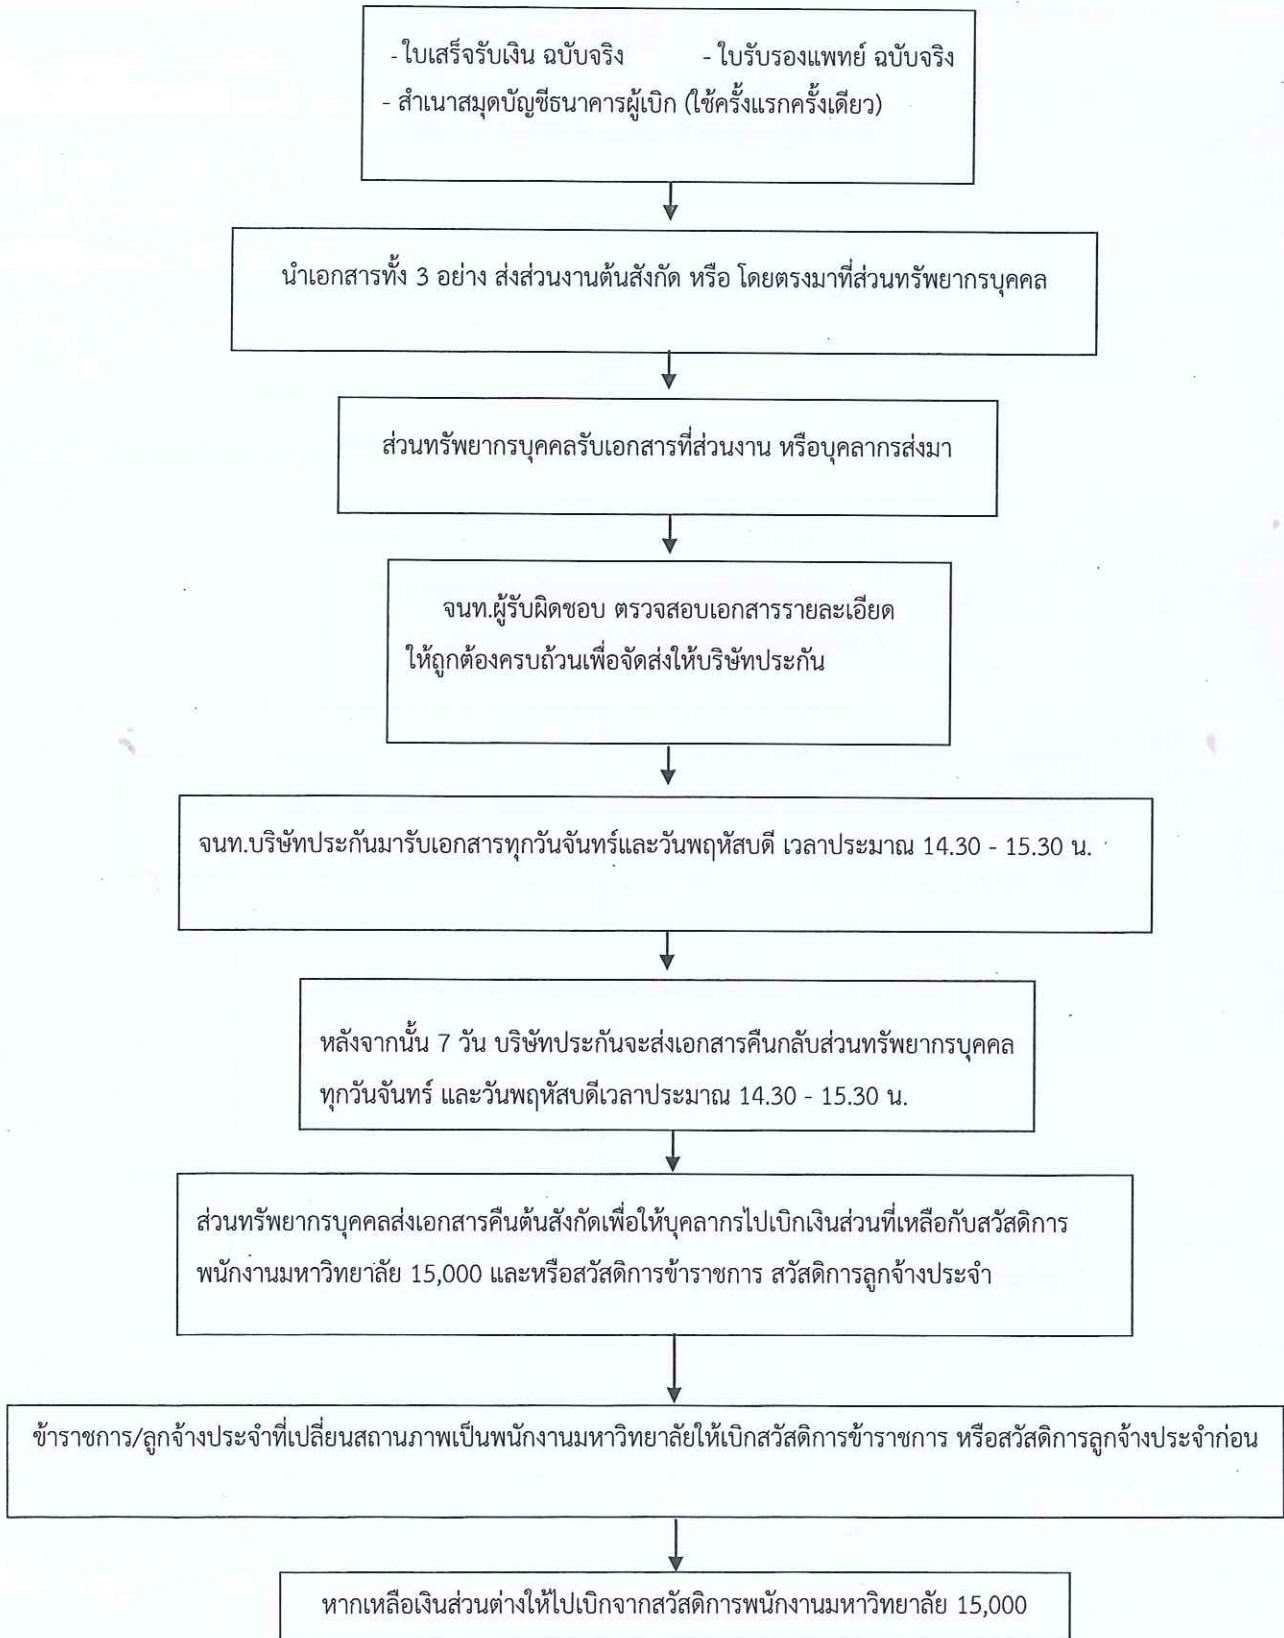 - ใบเสร็จรับเงิน ฉบับจริง - ใบรับรองแพทย์ ฉบับจริง
- สำเนาสมุดบัญชีธนาคารผู้เบิก (ใช้ครั้งแรกครั้งเดียว)
นำเอกสารทั้ง 3 อย่าง ส่งส่วนงานต้นสังกัด หรือ โดยตรงมาที่ส่วนทรัพยากรบุคคล
ส่วนทรัพยากรบุคคลรับเอกสารที่ส่วนงาน หรือบุคลากรส่งมา
จนท.ผู้รับผิดชอบ ตรวจสอบเอกสารรายละเอียด
ให้ถูกต้องครบถ้วนเพื่อจัดส่งให้บริษัทประกัน
จนท.บริษัทประกันมารับเอกสารทุกวันจันทร์และวันพฤหัสบดี เวลาประมาณ 14.30 - 15.30 น.
หลังจากนั้น 7 วัน บริษัทประกันจะส่งเอกสารคืนกลับส่วนทรัพยากรบุคคล
ทุกวันจันทร์ และวันพฤหัสบดีเวลาประมาณ 14.30 - 15.30 น.
ส่วนทรัพยากรบุคคลส่งเอกสารคืนต้นสังกัดเพื่อให้บุคลากรไปเบิกเงินส่วนที่เหลือกับสวัสดิการ
พนักงานมหาวิทยาลัย 15,000 และหรือสวัสดิการข้าราชการ สวัสดิการลูกจ้างประจำ
ข้าราชการ/ลูกจ้างประจำที่เปลี่ยนสถานภาพเป็นพนักงานมหาวิทยาลัยให้เบิกสวัสดิการข้าราชการ หรือสวัสดิการลูกจ้างประจำก่อน
หากเหลือเงินส่วนต่างให้ไปเบิกจากสวัสดิการพนักงานมหาวิทยาลัย 15,000